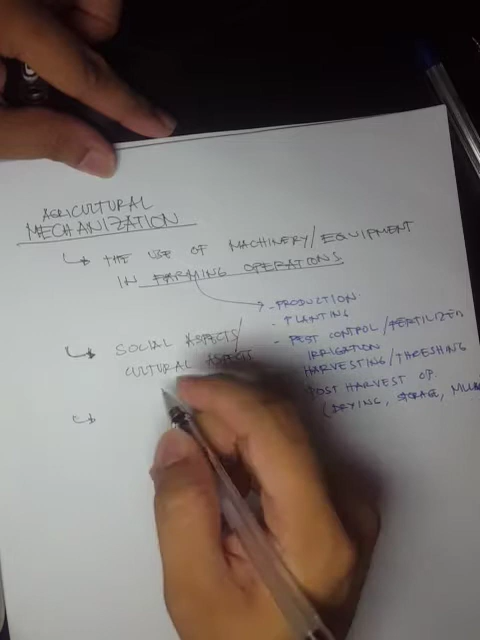 AGRICULTURAL
MECHANIZATION
THE USE OF MACHINERY/EQUIPMENT
IN FARMING OPERATIONS
- PRODUCTION
- PLANTING
- PEST CONTROL/FERTILIZER
IRRIGATION
HARVESTING/THRESHING
POST HARVEST OP.
(DRYING, STORAGE,
SOCIAL ASPECTS/
CULTURAL ASPECTS